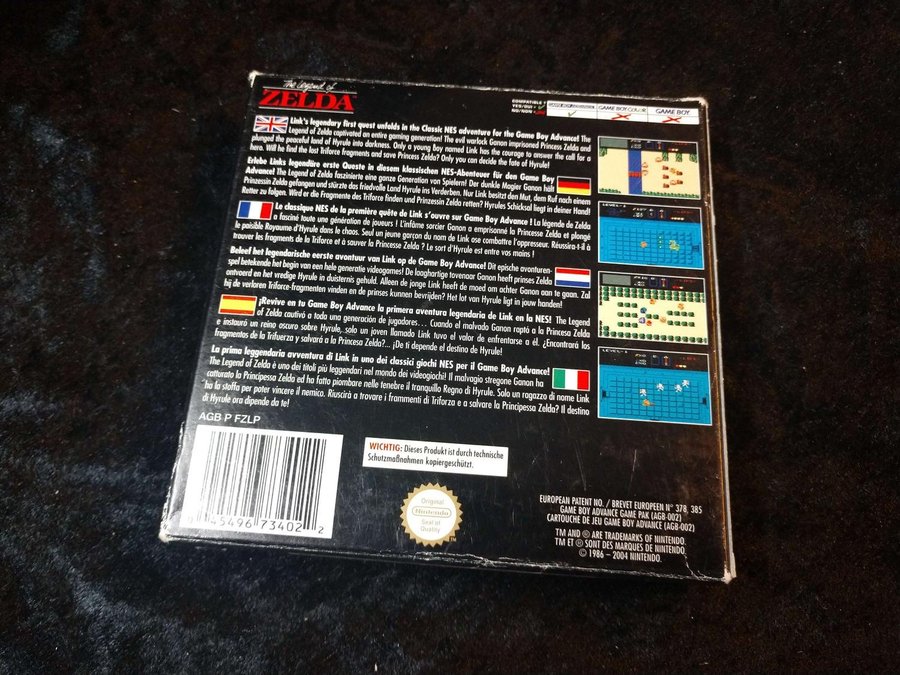 The Legend of
ZELDA
COMPATIBLE?
YES/OUI=
NO/NON=
GAME BOY ADVANCE
GAME BOY COLOR
GAME BOY
Link's legendary first quest unfolds in the Classic NES adventure for the Game Boy Advance! The
Legend of Zelda captivated an entire gaming generation! The evil warlock Ganon imprisoned Princess Zelda and
plunged the peaceful land of Hyrule into darkness. Only a young boy named Link has the courage to answer the call for a
hero. Will he find the lost Triforce fragments and save Princess Zelda? Only you can decide the fate of Hyrule!
Erlebe Links legendäre erste Queste in diesem klassischen NES-Abenteuer für den Game Boy
Advance! The Legend of Zelda faszinierte eine ganze Generation von Spielern! Der dunkle Magier Ganon hält
Prinzessin Zelda gefangen und stürzte das friedvolle Land Hyrule ins Verderben. Nur Link besitzt den Mut, dem Ruf nach einem
Retter zu folgen. Wird er die Fragmente des Triforce finden und Prinzessin Zelda retten? Hyrules Schicksal liegt in deiner Hand!
Le classique NES de la première quête de Link s'ouvre sur Game Boy Advance ! La légende de Zelda
a fasciné toute une génération de joueurs ! L'infâme sorcier Ganon a emprisonné la Princesse Zelda et plongé
le paisible Royaume d'Hyrule dans le chaos. Seul un jeune garçon du nom de Link ose combattre l'oppresseur. Réussira-t-il à
trouver les fragments de la Triforce et à sauver la Princesse Zelda ? Le sort d'Hyrule est entre vos mains !
Beleef het legendarische eerste avontuur van Link op de Game Boy Advance! Dit epische avonturen-
spel betekende het begin van een hele generatie videogames! De laaghartige tovenaar Ganon heeft prinses Zelda
ontvoerd en het vredige Hyrule in duisternis gehuld. Alleen de jonge Link heeft de moed om achter Ganon aan te gaan. Zal
hij de verloren Triforce-fragmenten vinden en de prinses kunnen bevrijden? Het lot van Hyrule ligt in jouw handen!
¡Revive en tu Game Boy Advance la primera aventura legendaria de Link en la NES! The Legend
of Zelda cautivó a toda una generación de jugadores... Cuando el malvado Ganon raptó a la Princesa Zelda
e instauró un reino oscuro sobre Hyrule, solo un joven llamado Link tuvo el valor de enfrentarse a él. ¿Encontrará los
fragmentos de la Trifuerza y salvará a la Princesa Zelda?... ¡De ti depende el destino de Hyrule!
La prima leggendaria avventura di Link in uno dei classici giochi NES per il Game Boy Advance!
The Legend of Zelda è uno dei titoli più leggendari nel mondo dei videogiochi! Il malvagio stregone Ganon ha
catturato la Principessa Zelda ed ha fatto piombare nelle tenebre il tranquillo Regno di Hyrule. Solo un ragazzo di nome Link
ha la stoffa per poter vincere il nemico. Riuscirà a trovare i frammenti di Triforza e a salvare la Principessa Zelda? Il destino
di Hyrule ora dipende da te!
AGB P FZLP
WICHTIG: Dieses Produkt ist durch technische
Schutzmaßnahmen kopiergeschützt.
45496 73402 2
Original
Nintendo
Seal of
Quality
EUROPEAN PATENT NO. / BREVET EUROPEEN N° 378, 385
GAME BOY ADVANCE GAME PAK (AGB-002)
CARTOUCHE DE JEU GAME BOY ADVANCE (AGB-002)
TM AND ® ARE TRADEMARKS OF NINTENDO.
TM ET ® SONT DES MARQUES DE NINTENDO.
© 1986 - 2004 NINTENDO.